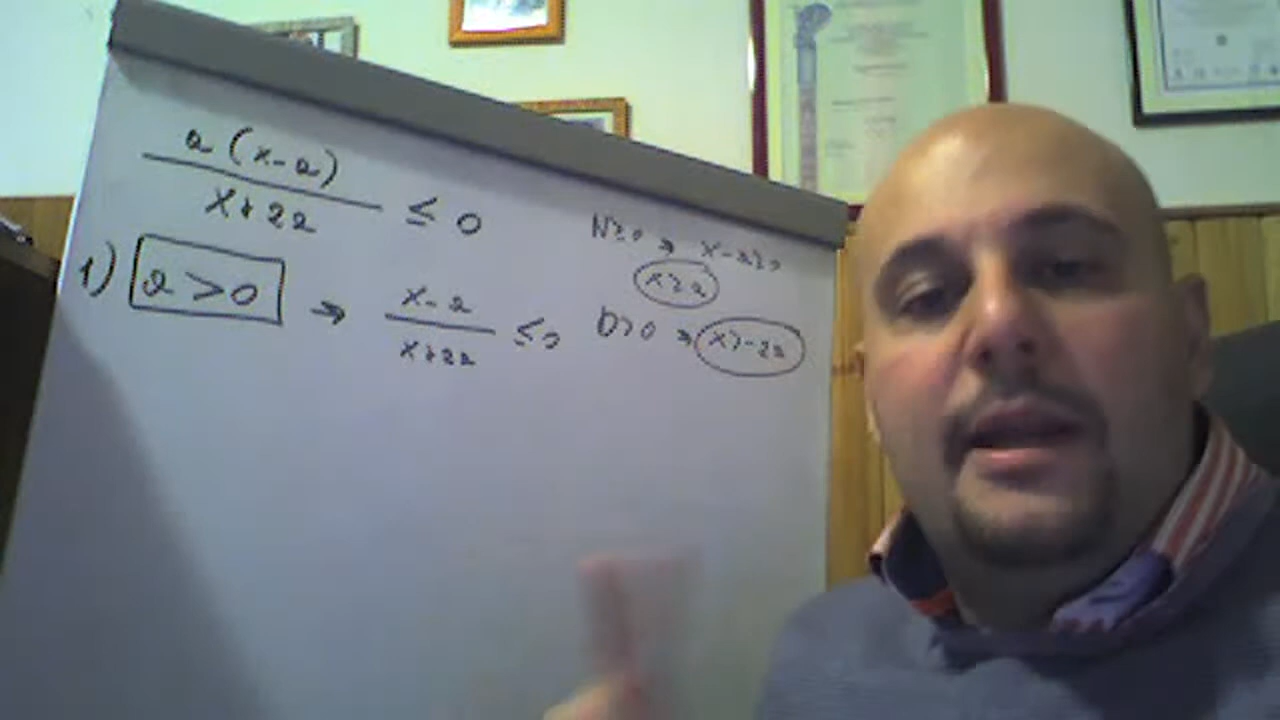 a(x-a)
x+2a
≤ 0
1) a>0 ⇒ x-a
x+2a
≤0
N≥0 ⇒ x-a≥0
x≥a
D>0 ⇒ x>-2a